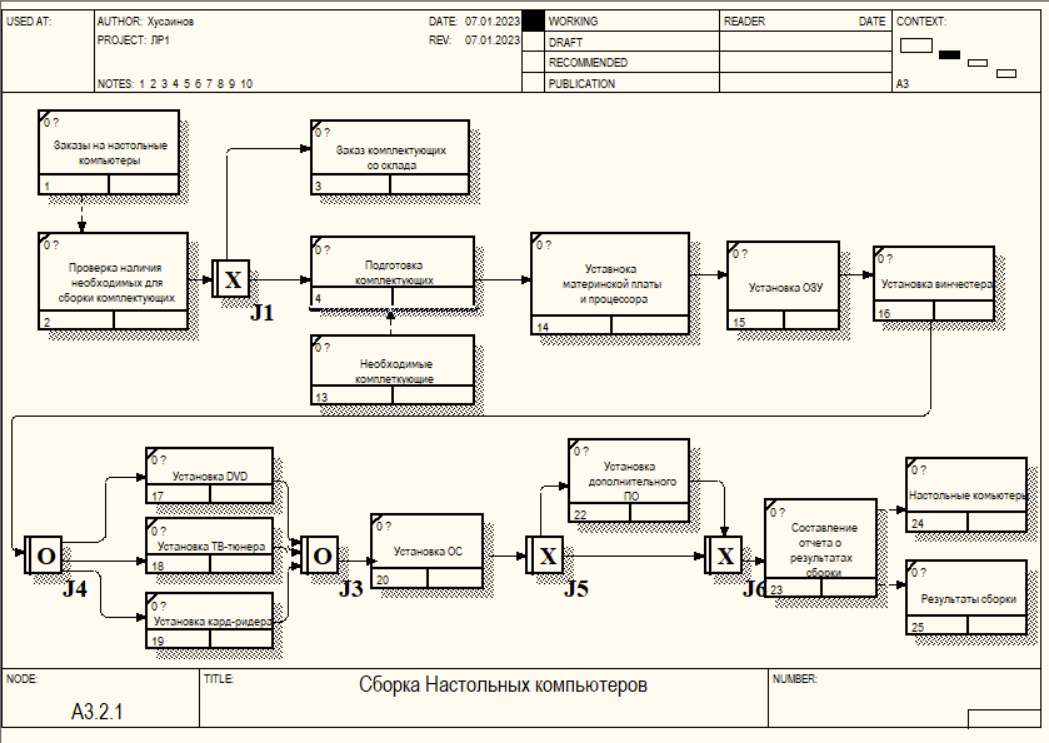 USED AT:
AUTHOR: Хусаинов
DATE: 07.01.2023
WORKING
READER
DATE
CONTEXT:
PROJECT: ЛР1
REV: 07.01.2023
DRAFT
RECOMMENDED
NOTES: 1 2 3 4 5 6 7 8 9 10
PUBLICATION
A3
0 ?
Заказы на настольные
компьютеры
1
0 ?
Заказ комплектующих
со склада
3
0 ?
Проверка наличия
необходимых для
сборки комплектующих
2
X
J1
0 ?
Подготовка
комплектующих
4
0 ?
Уставнока
материнской платы
и процессора
14
0 ?
Установка ОЗУ
15
0 ?
Установка винчестера
16
0 ?
Необходимые
комплеткующие
13
0 ?
Установка DVD
17
O
J4
0 ?
Установка ТВ-тюнера
18
0 ?
Установка кард-ридера
19
O
J3
0 ?
Установка ОС
20
X
J5
0 ?
Установка
дополнительного
ПО
22
X
J6
0 ?
Составление
отчета о
результатах
сборки
23
0 ?
Настольные комьютеры
24
0 ?
Результаты сборки
25
NODE:
A3.2.1
TITLE:
Сборка Настольных компьютеров
NUMBER: